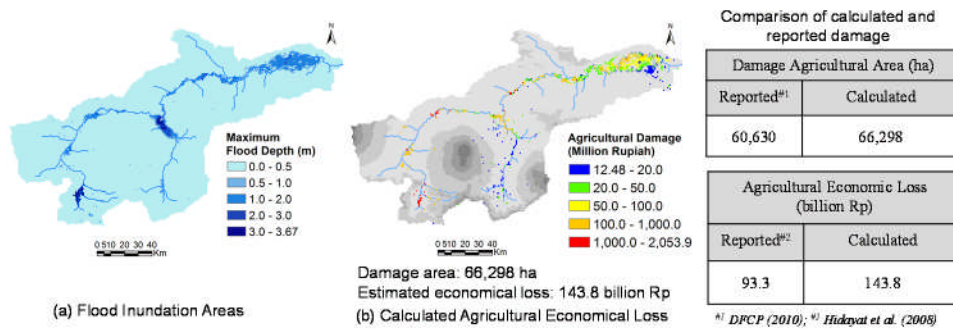 N
Maximum
Flood Depth (m)
0.0 - 0.5
0.5 - 1.0
1.0 - 2.0
2.0 - 3.0
3.0 - 3.67
0 510 20 30 40
Km
(a) Flood Inundation Areas
N
Agricultural Damage
(Million Rupiah)
12.48 - 20.0
20.0 - 50.0
50.0 - 100.0
100.0 - 1,000.0
1,000.0 - 2,053.9
0 510 20 30 40
Km
Damage area: 66,298 ha
Estimated economical loss: 143.8 billion Rp
(b) Calculated Agricultural Economical Loss
Comparison of calculated and
reported damage
Damage Agricultural Area (ha)
Reported#1 Calculated
60,630 66,298
Agricultural Economic Loss
(billion Rp)
Reported#2 Calculated
93.3 143.8
#1 DFCP (2010); #2 Hidayat et al. (2008)